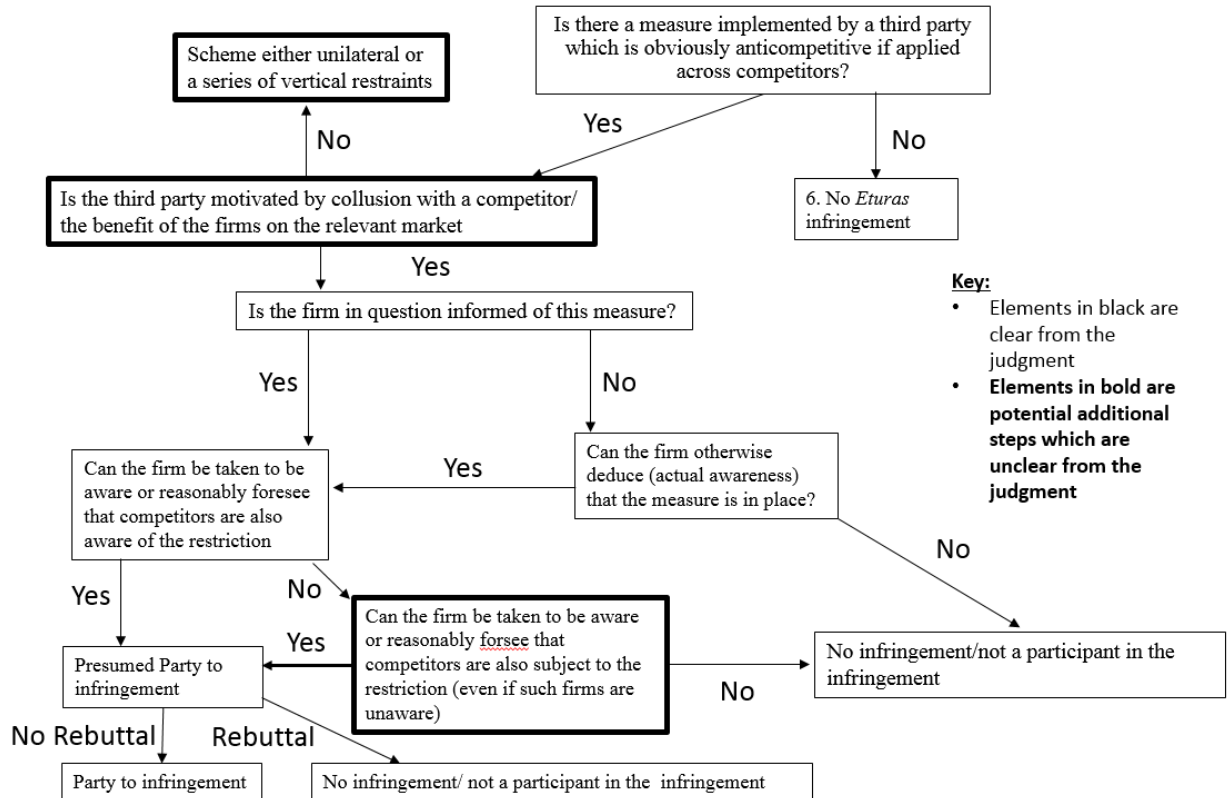 Is there a measure implemented by a third party
which is obviously anticompetitive if applied
across competitors?
Scheme either unilateral or
a series of vertical restraints
Yes
No
No
Is the third party motivated by collusion with a competitor/
the benefit of the firms on the relevant market
6. No Eturas
infringement
Yes
Is the firm in question informed of this measure?
Key:
• Elements in black are
clear from the
judgment
• Elements in bold are
potential additional
steps which are
unclear from the
judgment
Yes
No
Can the firm be taken to be
aware or reasonably foresee
that competitors are also
aware of the restriction
Yes
Can the firm otherwise
deduce (actual awareness)
that the measure is in place?
No
Yes
No
Can the firm be taken to be aware
or reasonably forsee that
competitors are also subject to the
restriction (even if such firms are
unaware)
Yes
No
Presumed Party to
infringement
No infringement/not a participant in the
infringement
No Rebuttal
Rebuttal
Party to infringement
No infringement/ not a participant in the infringement